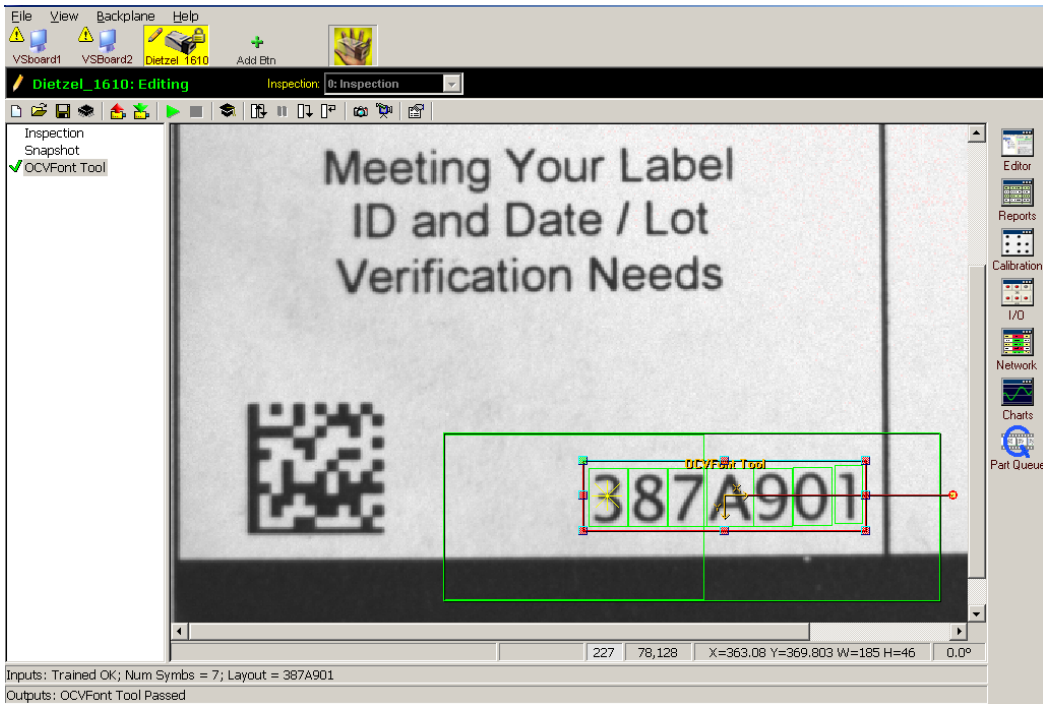 File View Backplane Help
VSboard1 VSBoard2 Dietzel_1610 Add Btn
Dietzel_1610: Editing Inspection: 0: Inspection
Inspection
Snapshot
OCVFont Tool
Meeting Your Label
ID and Date / Lot
Verification Needs
OCVFont Tool
387A901
Editor
Reports
Calibration
I/O
Network
Charts
Part Queue
227 78,128 X=363.08 Y=369.803 W=185 H=46 0.0°
Inputs: Trained OK; Num Symbs = 7; Layout = 387A901
Outputs: OCVFont Tool Passed